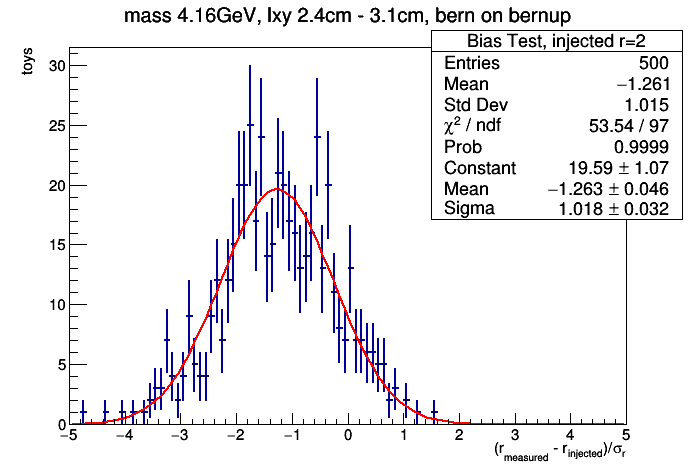 mass 4.16GeV, lxy 2.4cm - 3.1cm, bern on bernup
toys
Bias Test, injected r=2
Entries 500
Mean −1.261
Std Dev 1.015
χ² / ndf 53.54 / 97
Prob 0.9999
Constant 19.59 ± 1.07
Mean −1.263 ± 0.046
Sigma 1.018 ± 0.032
30
25
20
15
10
5
0
−5 −4 −3 −2 −1 0 1 2 3 4 5
(r_measured - r_injected)/σ_r